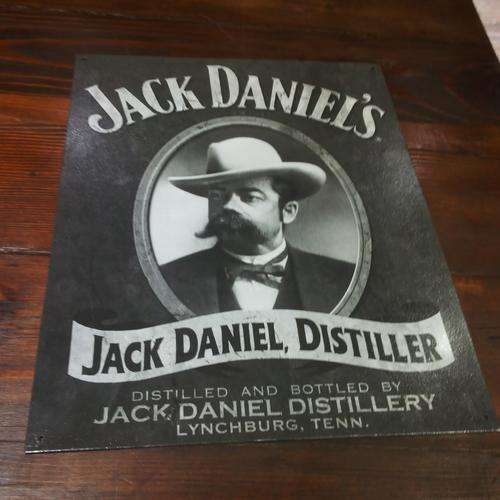 JACK DANIEL'S
JACK DANIEL, DISTILLER
DISTILLED AND BOTTLED BY
JACK DANIEL DISTILLERY
LYNCHBURG, TENN.